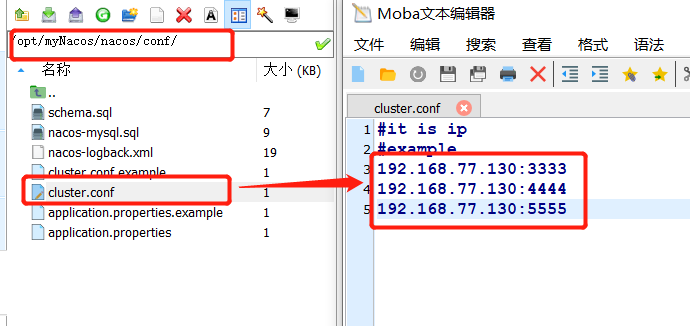 /opt/myNacos/nacos/conf/
名称
大小 (KB)
..
schema.sql
7
nacos-mysql.sql
9
nacos-logback.xml
19
cluster.conf.example
1
cluster.conf
1
application.properties.example
1
application.properties
1
Moba文本编辑器
文件 编辑 搜索 查看 格式 语法
cluster.conf
1 #it is ip
2 #example
3 192.168.77.130:3333
4 192.168.77.130:4444
5 192.168.77.130:5555